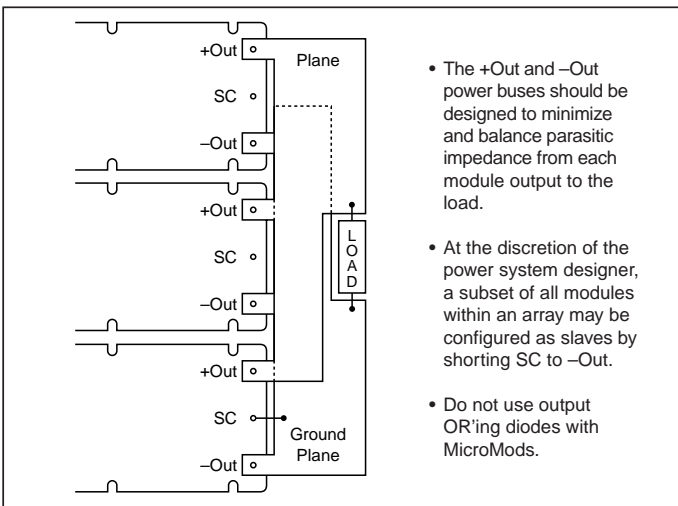 +Out
Plane
SC
–Out
+Out
SC
–Out
LOAD
+Out
SC
Ground
Plane
–Out
• The +Out and –Out
power buses should be
designed to minimize
and balance parasitic
impedance from each
module output to the
load.
• At the discretion of the
power system designer,
a subset of all modules
within an array may be
configured as slaves by
shorting SC to –Out.
• Do not use output
OR'ing diodes with
MicroMods.